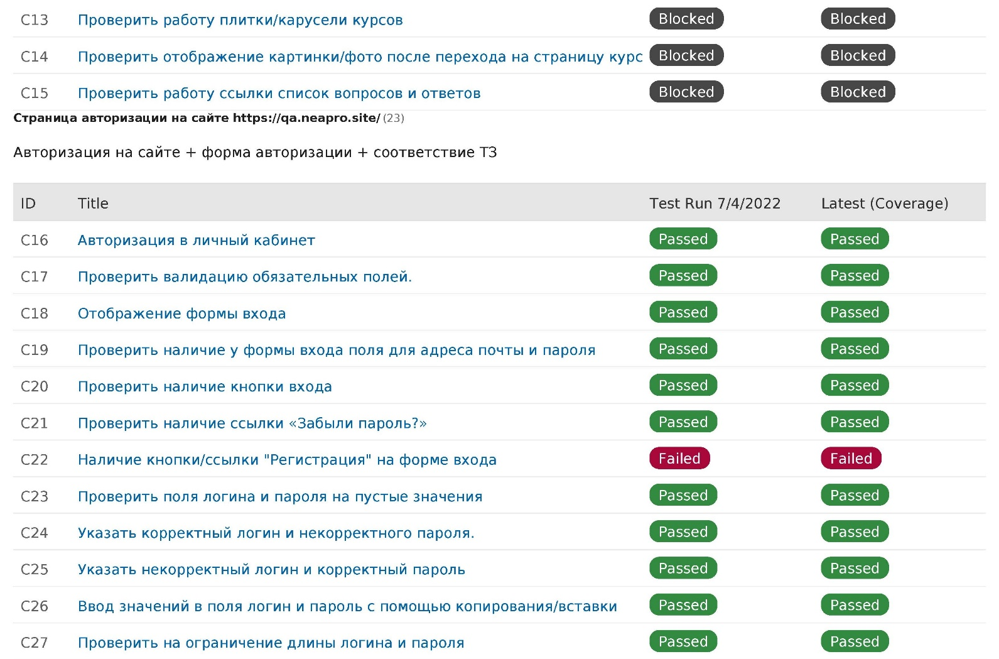 C13 Проверить работу плитки/карусели курсов Blocked Blocked
C14 Проверить отображение картинки/фото после перехода на страницу курс Blocked Blocked
C15 Проверить работу ссылки список вопросов и ответов Blocked Blocked
Страница авторизации на сайте https://qa.neapro.site/ (23)
Авторизация на сайте + форма авторизации + соответствие ТЗ
ID Title Test Run 7/4/2022 Latest (Coverage)
C16 Авторизация в личный кабинет Passed Passed
C17 Проверить валидацию обязательных полей. Passed Passed
C18 Отображение формы входа Passed Passed
C19 Проверить наличие у формы входа поля для адреса почты и пароля Passed Passed
C20 Проверить наличие кнопки входа Passed Passed
C21 Проверить наличие ссылки «Забыли пароль?» Passed Passed
C22 Наличие кнопки/ссылки "Регистрация" на форме входа Failed Failed
C23 Проверить поля логина и пароля на пустые значения Passed Passed
C24 Указать корректный логин и некорректного пароля. Passed Passed
C25 Указать некорректный логин и корректный пароль Passed Passed
C26 Ввод значений в поля логин и пароль с помощью копирования/вставки Passed Passed
C27 Проверить на ограничение длины логина и пароля Passed Passed